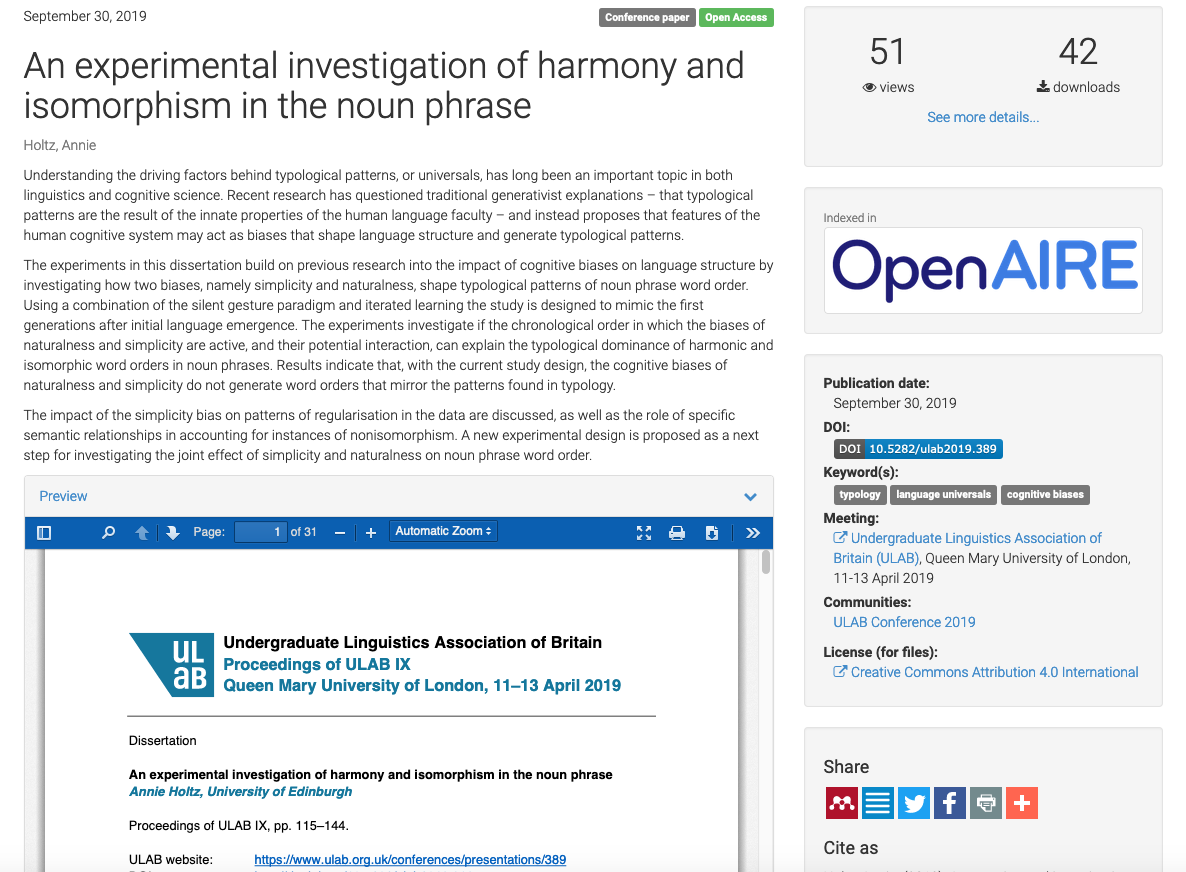 September 30, 2019
Conference paper
Open Access
An experimental investigation of harmony and
isomorphism in the noun phrase
Holtz, Annie
Understanding the driving factors behind typological patterns, or universals, has long been an important topic in both
linguistics and cognitive science. Recent research has questioned traditional generativist explanations – that typological
patterns are the result of the innate properties of the human language faculty – and instead proposes that features of the
human cognitive system may act as biases that shape language structure and generate typological patterns.
The experiments in this dissertation build on previous research into the impact of cognitive biases on language structure by
investigating how two biases, namely simplicity and naturalness, shape typological patterns of noun phrase word order.
Using a combination of the silent gesture paradigm and iterated learning the study is designed to mimic the first
generations after initial language emergence. The experiments investigate if the chronological order in which the biases of
naturalness and simplicity are active, and their potential interaction, can explain the typological dominance of harmonic and
isomorphic word orders in noun phrases. Results indicate that, with the current study design, the cognitive biases of
naturalness and simplicity do not generate word orders that mirror the patterns found in typology.
The impact of the simplicity bias on patterns of regularisation in the data are discussed, as well as the role of specific
semantic relationships in accounting for instances of nonisomorphism. A new experimental design is proposed as a next
step for investigating the joint effect of simplicity and naturalness on noun phrase word order.
Preview
Page: 1 of 31
Automatic Zoom
UL
aB
Undergraduate Linguistics Association of Britain
Proceedings of ULAB IX
Queen Mary University of London, 11–13 April 2019
Dissertation
An experimental investigation of harmony and isomorphism in the noun phrase
Annie Holtz, University of Edinburgh
Proceedings of ULAB IX, pp. 115–144.
ULAB website: https://www.ulab.org.uk/conferences/presentations/389
51
views
42
downloads
See more details...
Indexed in
OpenAIRE
Publication date:
September 30, 2019
DOI:
DOI 10.5282/ulab2019.389
Keyword(s):
typology
language universals
cognitive biases
Meeting:
Undergraduate Linguistics Association of
Britain (ULAB), Queen Mary University of London,
11-13 April 2019
Communities:
ULAB Conference 2019
License (for files):
Creative Commons Attribution 4.0 International
Share
Cite as